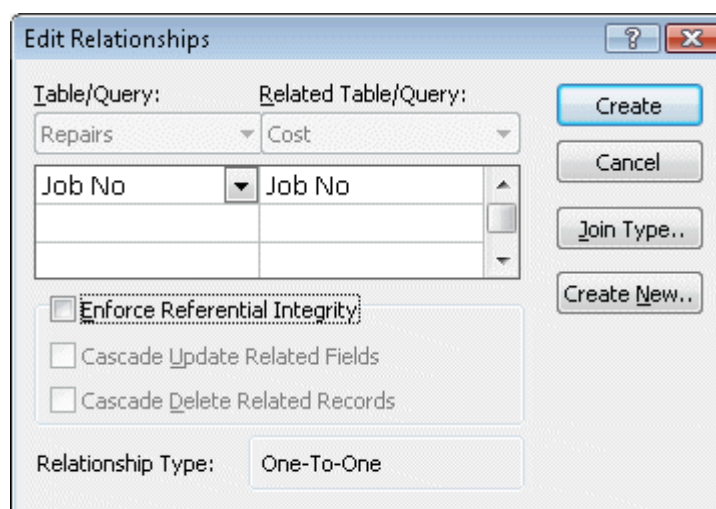 Edit Relationships
Table/Query: Related Table/Query:
Repairs Cost
Job No Job No
Enforce Referential Integrity
Cascade Update Related Fields
Cascade Delete Related Records
Relationship Type: One-To-One
Create
Cancel
Join Type..
Create New..